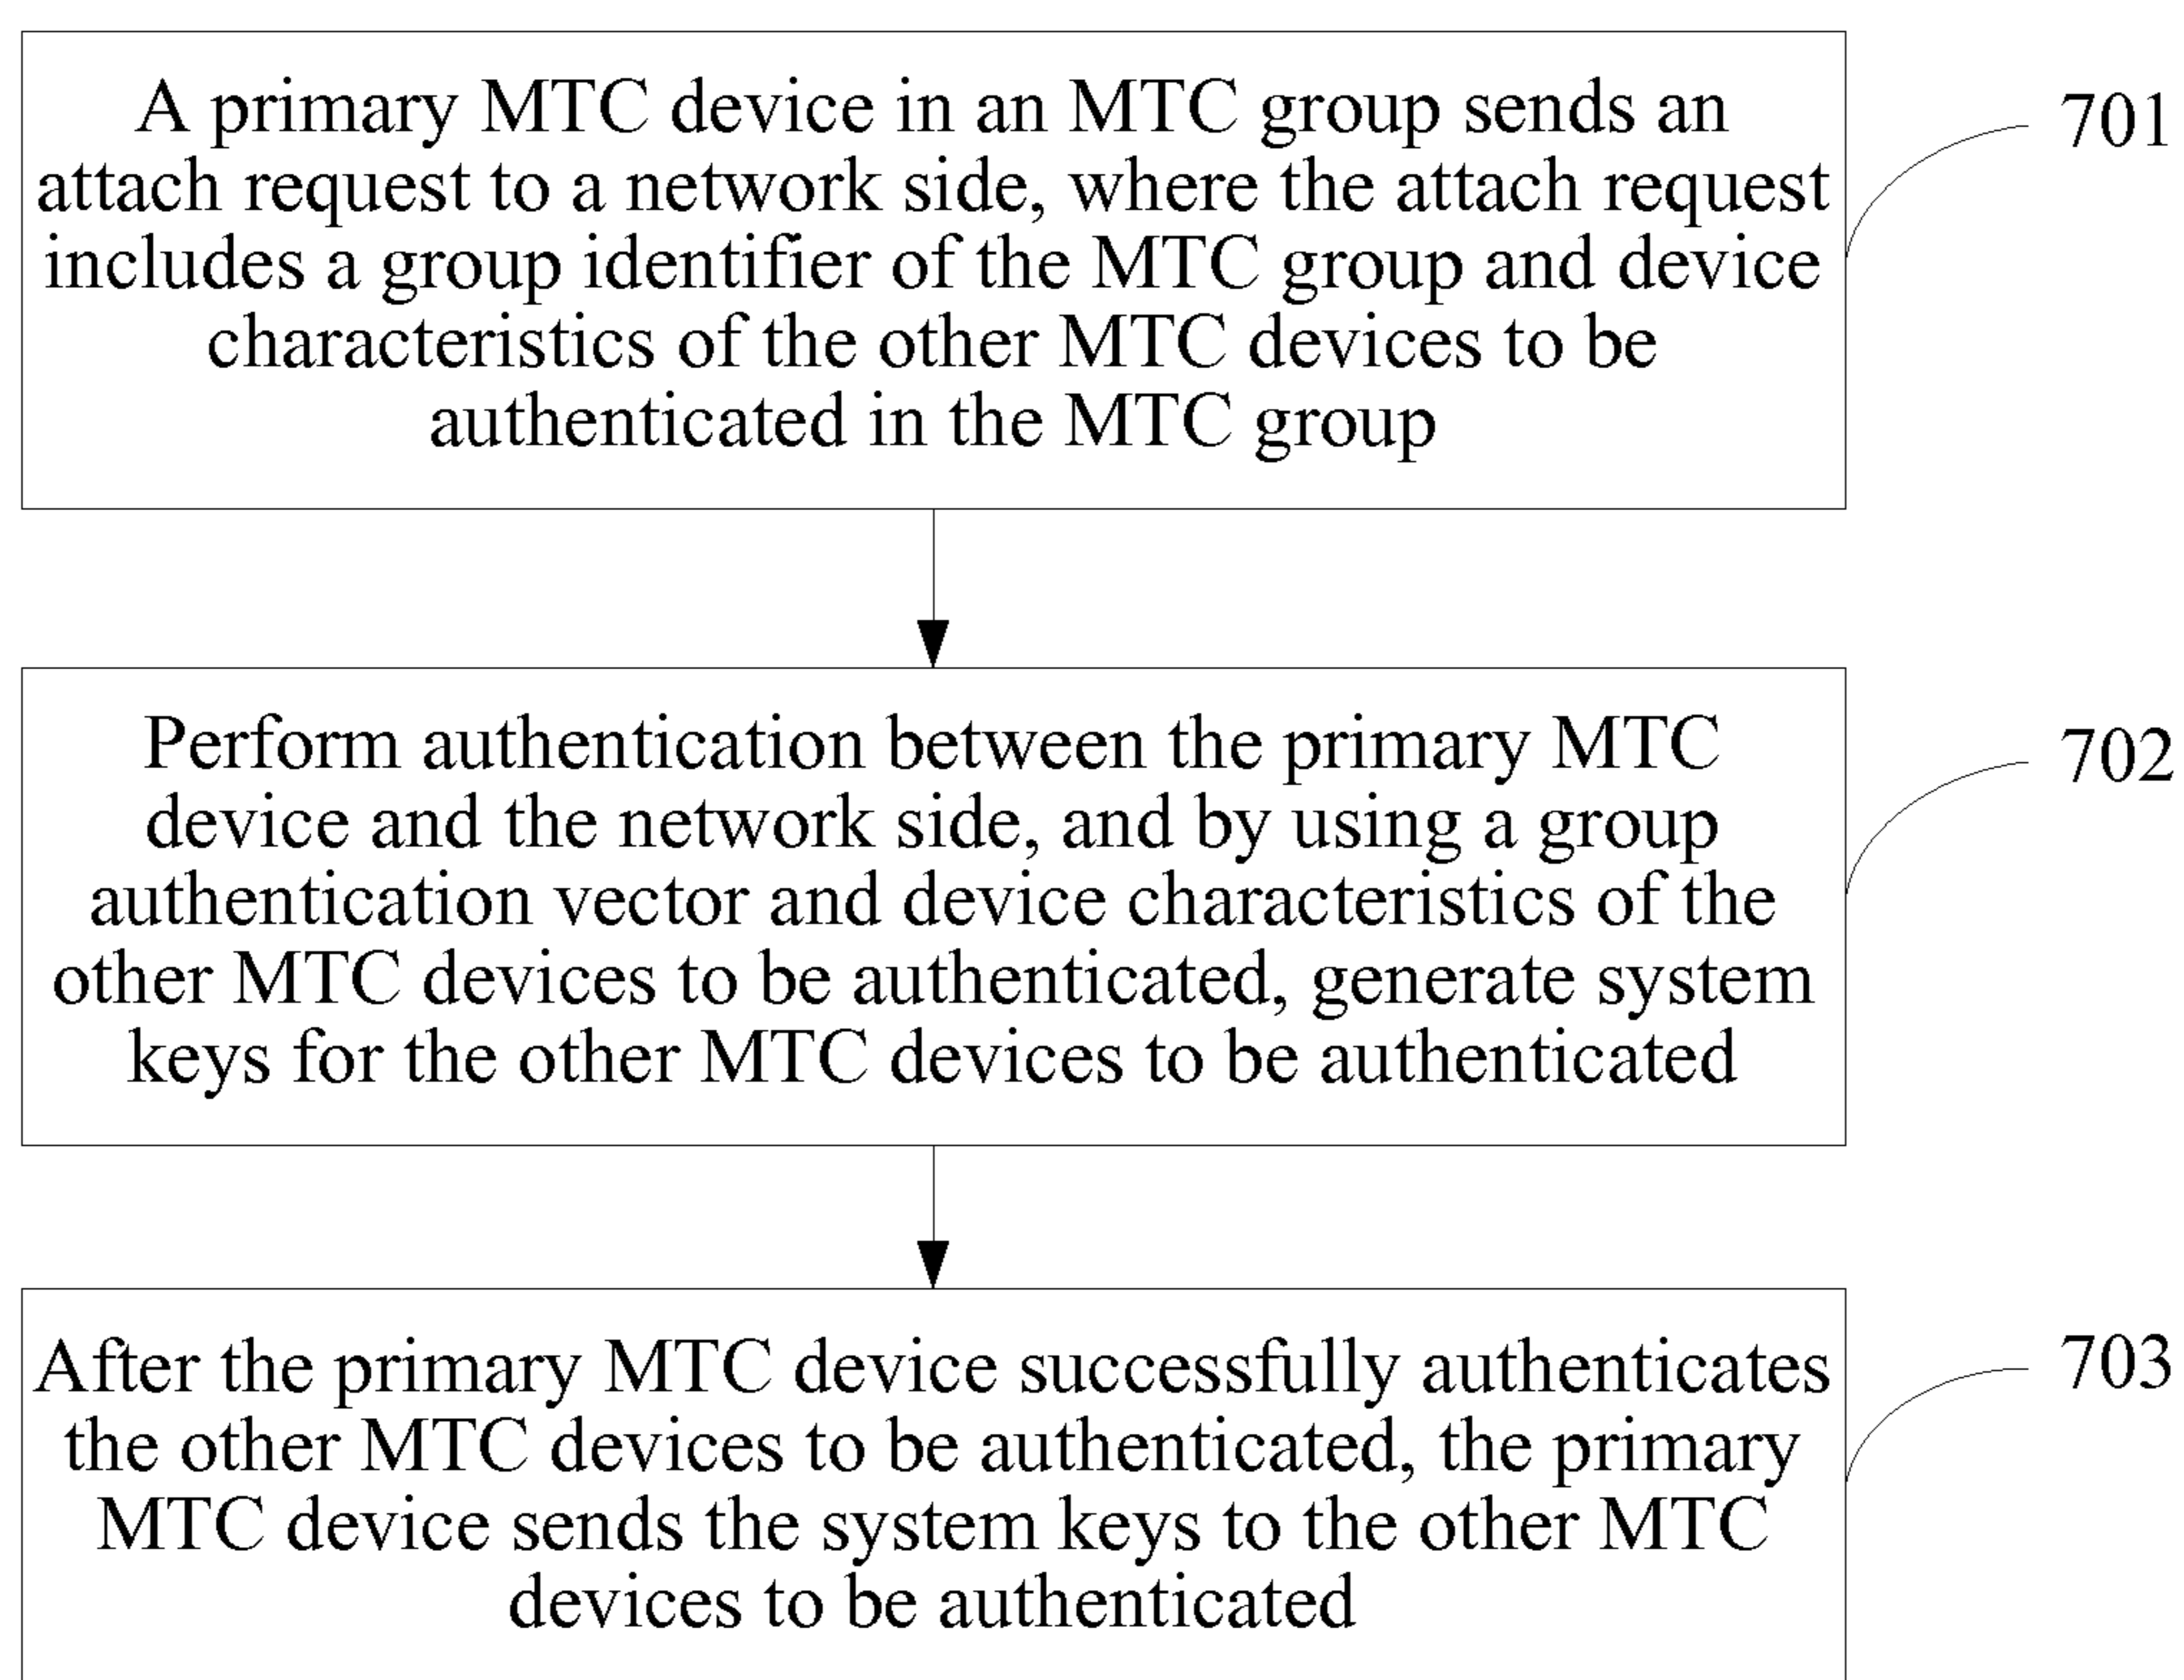 A primary MTC device in an MTC group sends an
attach request to a network side, where the attach request
includes a group identifier of the MTC group and device
characteristics of the other MTC devices to be
authenticated in the MTC group
701
Perform authentication between the primary MTC
device and the network side, and by using a group
authentication vector and device characteristics of the
other MTC devices to be authenticated, generate system
keys for the other MTC devices to be authenticated
702
After the primary MTC device successfully authenticates
the other MTC devices to be authenticated, the primary
MTC device sends the system keys to the other MTC
devices to be authenticated
703